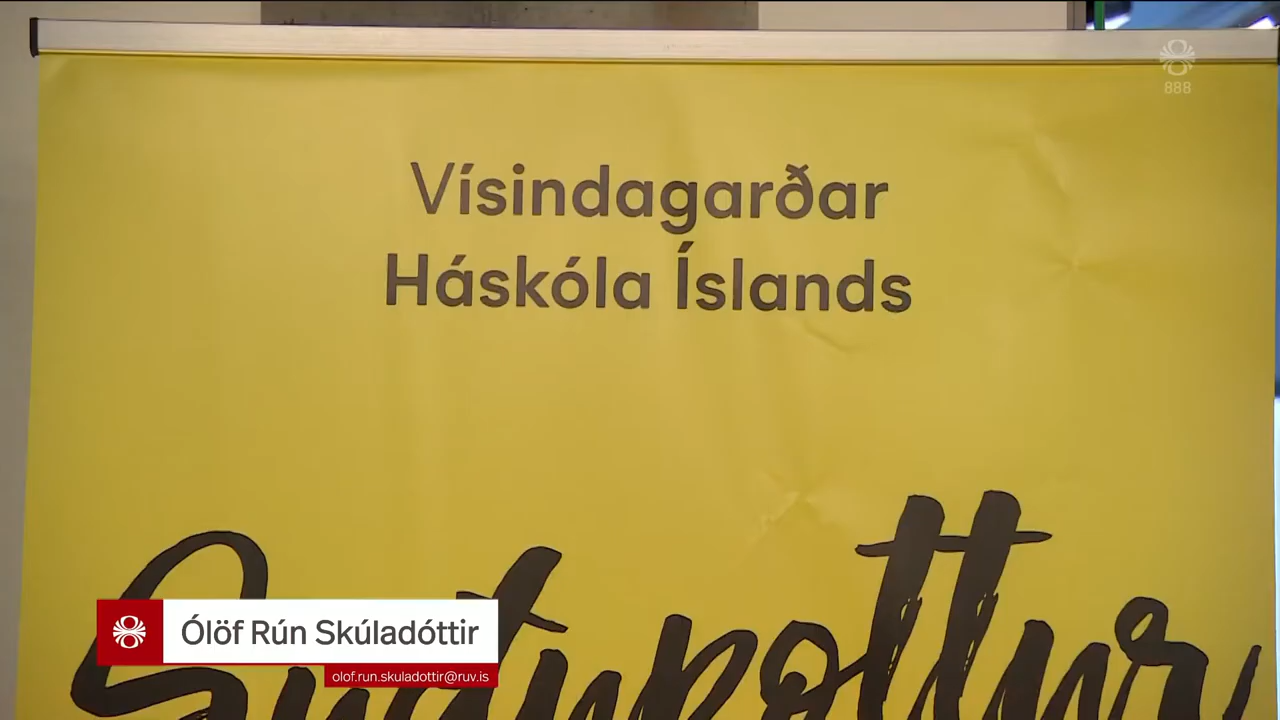 888
Vísindagarðar
Háskóla Íslands
Ólöf Rún Skúladóttir
olof.run.skuladottir@ruv.is